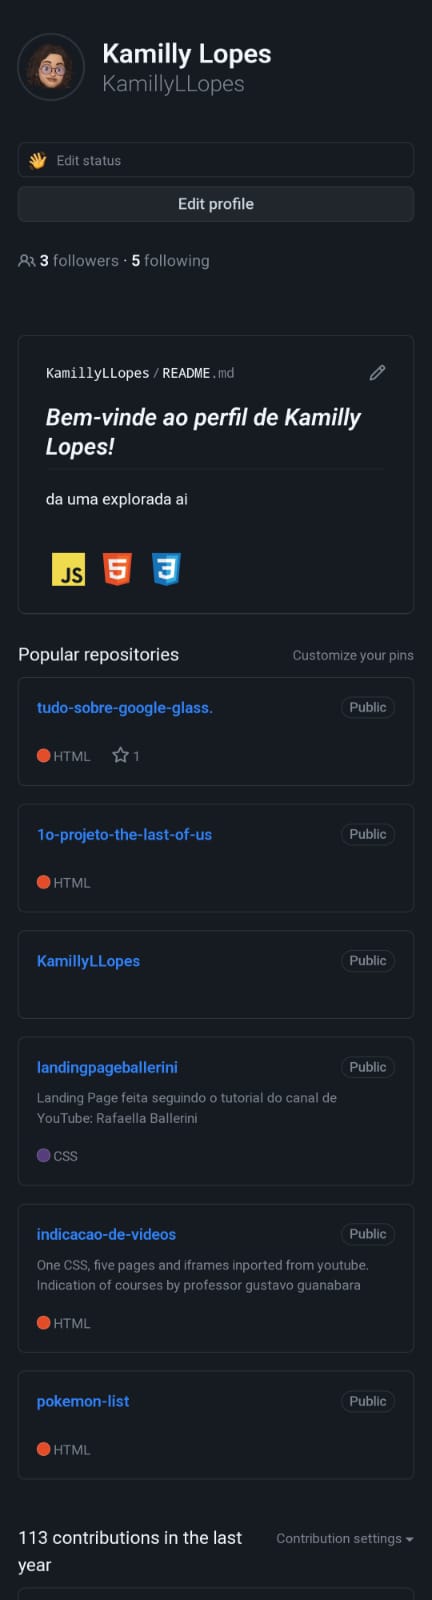 Kamilly Lopes
KamillyLLopes
Edit status
Edit profile
3 followers · 5 following
KamillyLLopes / README.md
Bem-vinde ao perfil de Kamilly
Lopes!
da uma explorada ai
JS 5 3
Popular repositories
Customize your pins
tudo-sobre-google-glass.
Public
HTML
1
1o-projeto-the-last-of-us
Public
HTML
KamillyLLopes
Public
landingpageballerini
Public
Landing Page feita seguindo o tutorial do canal de
YouTube: Rafaella Ballerini
CSS
indicacao-de-videos
Public
One CSS, five pages and iframes inported from youtube.
Indication of courses by professor gustavo guanabara
HTML
pokemon-list
Public
HTML
113 contributions in the last
year
Contribution settings